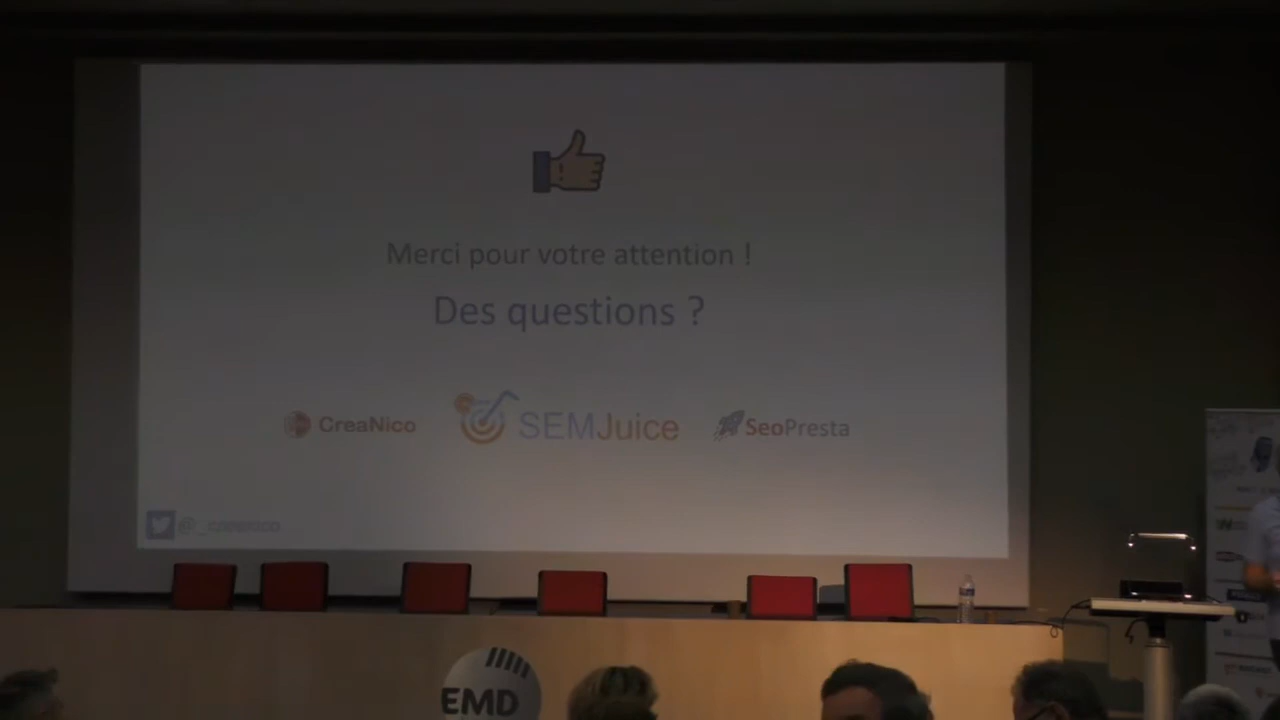 Merci pour votre attention !
Des questions ?
CreaNico
SEMJuice
SeoPresta
EMD